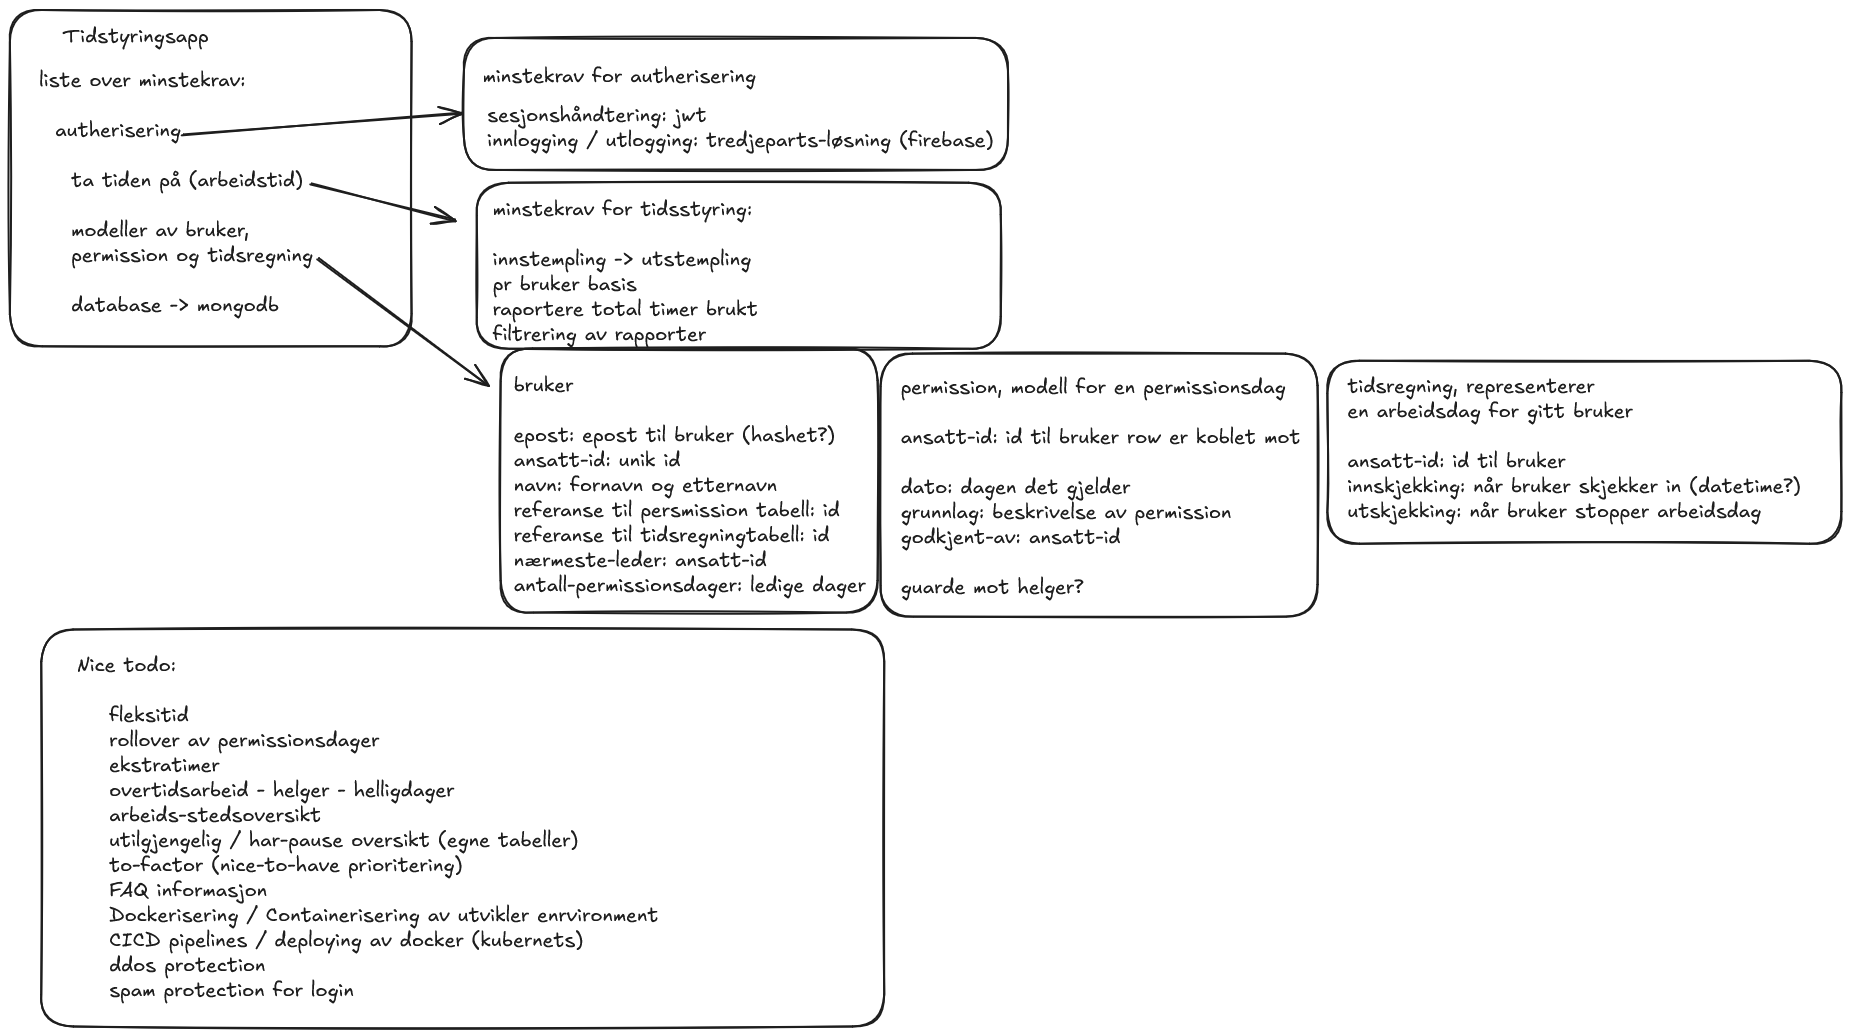 Tidstyringsapp
liste over minstekrav:
autherisering
ta tiden på (arbeidstid)
modeller av bruker,
permission og tidsregning
database -> mongodb
minstekrav for autherisering
sesjonshåndtering: jwt
innlogging / utlogging: tredjeparts-løsning (firebase)
minstekrav for tidsstyring:
innstempling -> utstempling
pr bruker basis
raportere total timer brukt
filtrering av rapporter
bruker
epost: epost til bruker (hashet?)
ansatt-id: unik id
navn: fornavn og etternavn
referanse til persmission tabell: id
referanse til tidsregningtabell: id
nærmeste-leder: ansatt-id
antall-permissionsdager: ledige dager
permission, modell for en permissionsdag
ansatt-id: id til bruker row er koblet mot
dato: dagen det gjelder
grunnlag: beskrivelse av permission
godkjent-av: ansatt-id
guarde mot helger?
tidsregning, representerer
en arbeidsdag for gitt bruker
ansatt-id: id til bruker
innskjekking: når bruker skjekker in (datetime?)
utskjekking: når bruker stopper arbeidsdag
Nice todo:
fleksitid
rollover av permissionsdager
ekstratimer
overtidsarbeid - helger - helligdager
arbeids-stedsoversikt
utilgjengelig / har-pause oversikt (egne tabeller)
to-factor (nice-to-have prioritering)
FAQ informasjon
Dockerisering / Containerisering av utvikler enrvironment
CICD pipelines / deploying av docker (kubernets)
ddos protection
spam protection for login